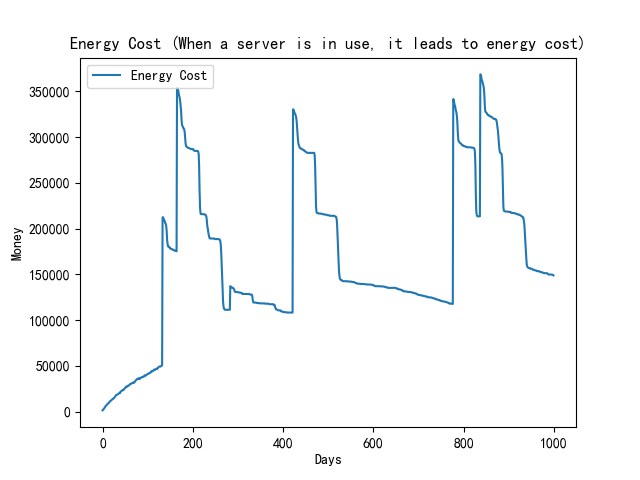 Energy Cost (When a server is in use, it leads to energy cost)
Energy Cost
350000
300000
250000
200000
150000
100000
50000
0
Money
0 200 400 600 800 1000
Days